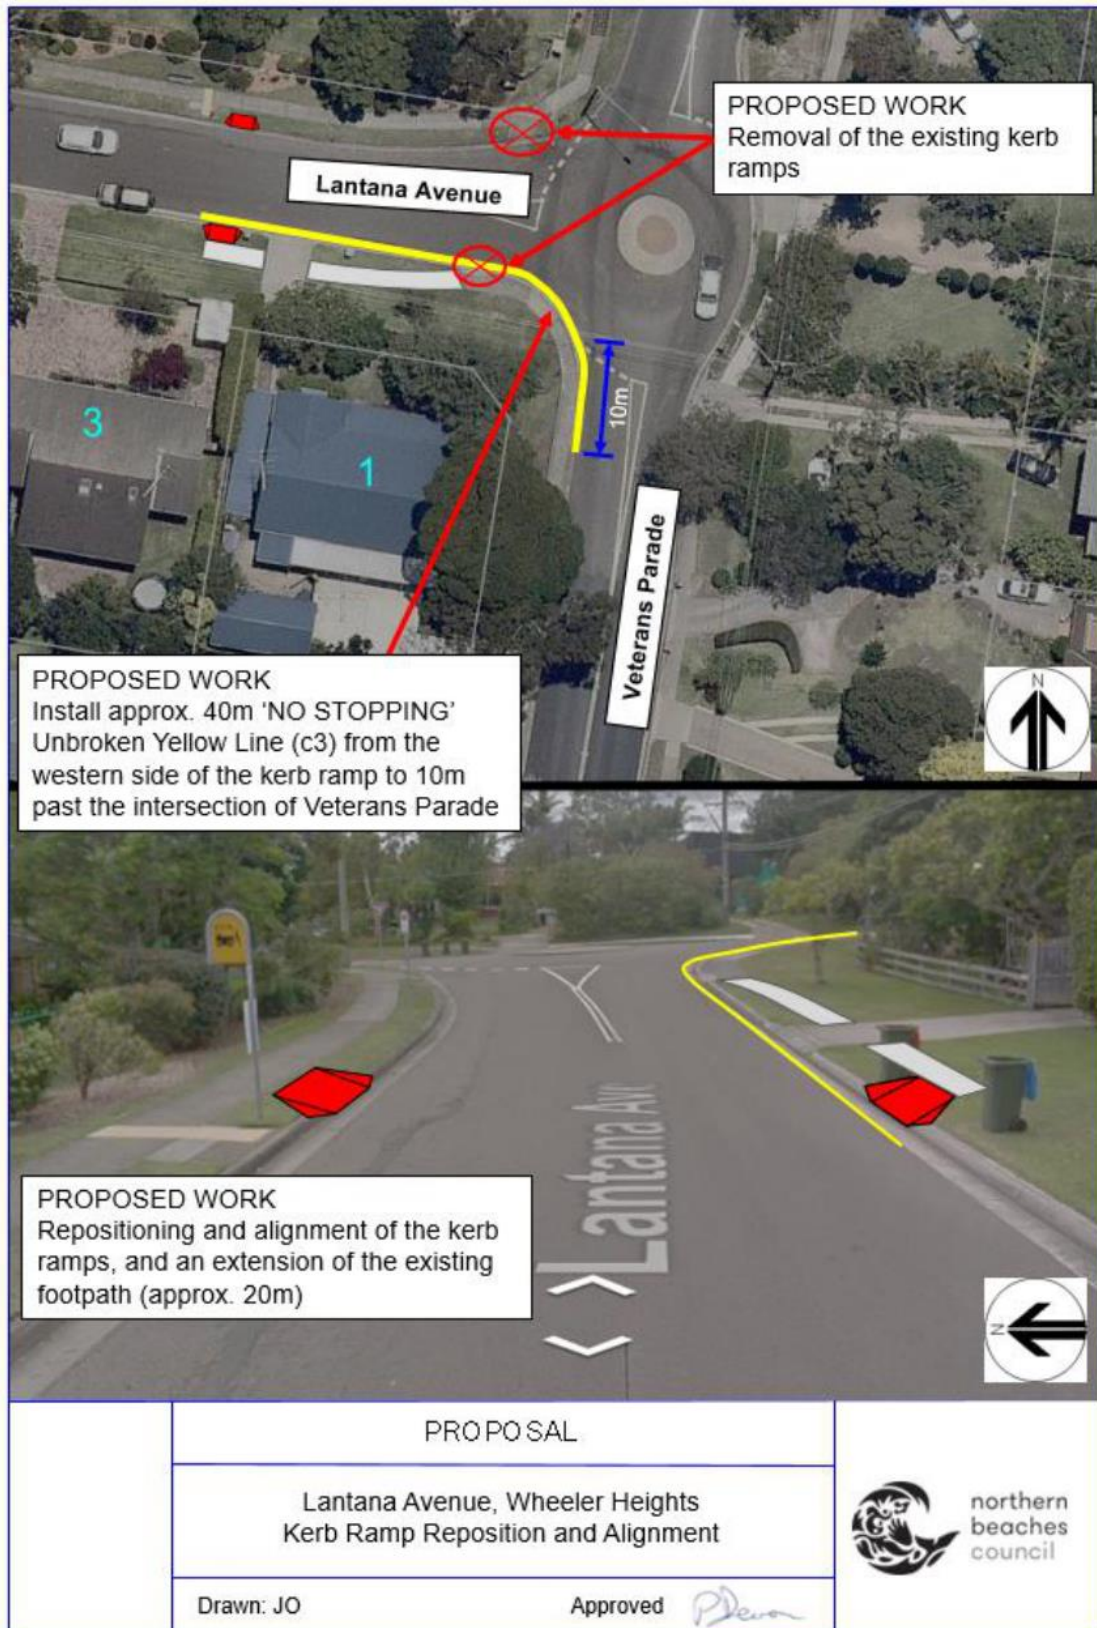 PROPOSED WORK
Removal of the existing kerb
ramps
Lantana Avenue
10m
3
1
Veterans Parade
N
PROPOSED WORK
Install approx. 40m ‘NO STOPPING’
Unbroken Yellow Line (c3) from the
western side of the kerb ramp to 10m
past the intersection of Veterans Parade
Lantana Ave
PROPOSED WORK
Repositioning and alignment of the kerb
ramps, and an extension of the existing
footpath (approx. 20m)
N
PROPOSAL
Lantana Avenue, Wheeler Heights
Kerb Ramp Reposition and Alignment
northern
beaches
council
Drawn: JO Approved PDevon